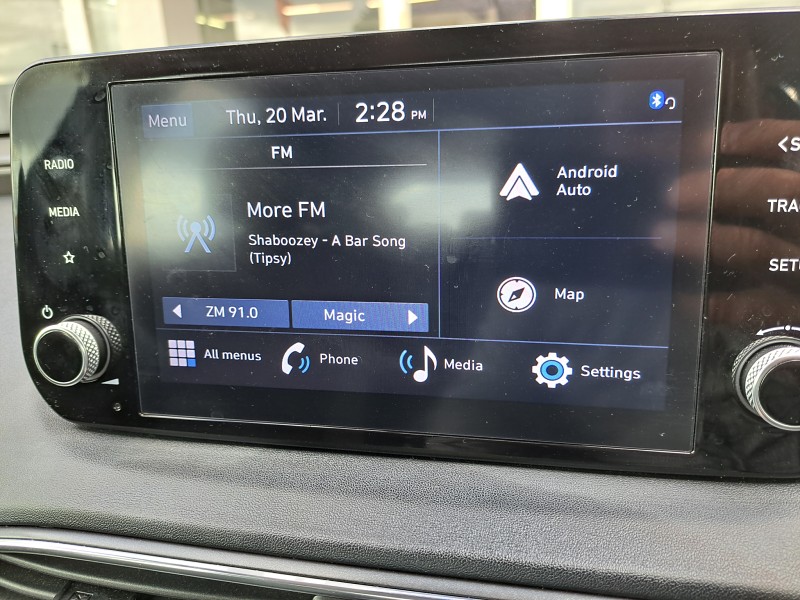 Menu
Thu, 20 Mar.
2:28 PM
FM
More FM
Shaboozey - A Bar Song
(Tipsy)
ZM 91.0
Magic
Android
Auto
Map
All menus
Phone
Media
Settings
RADIO
MEDIA